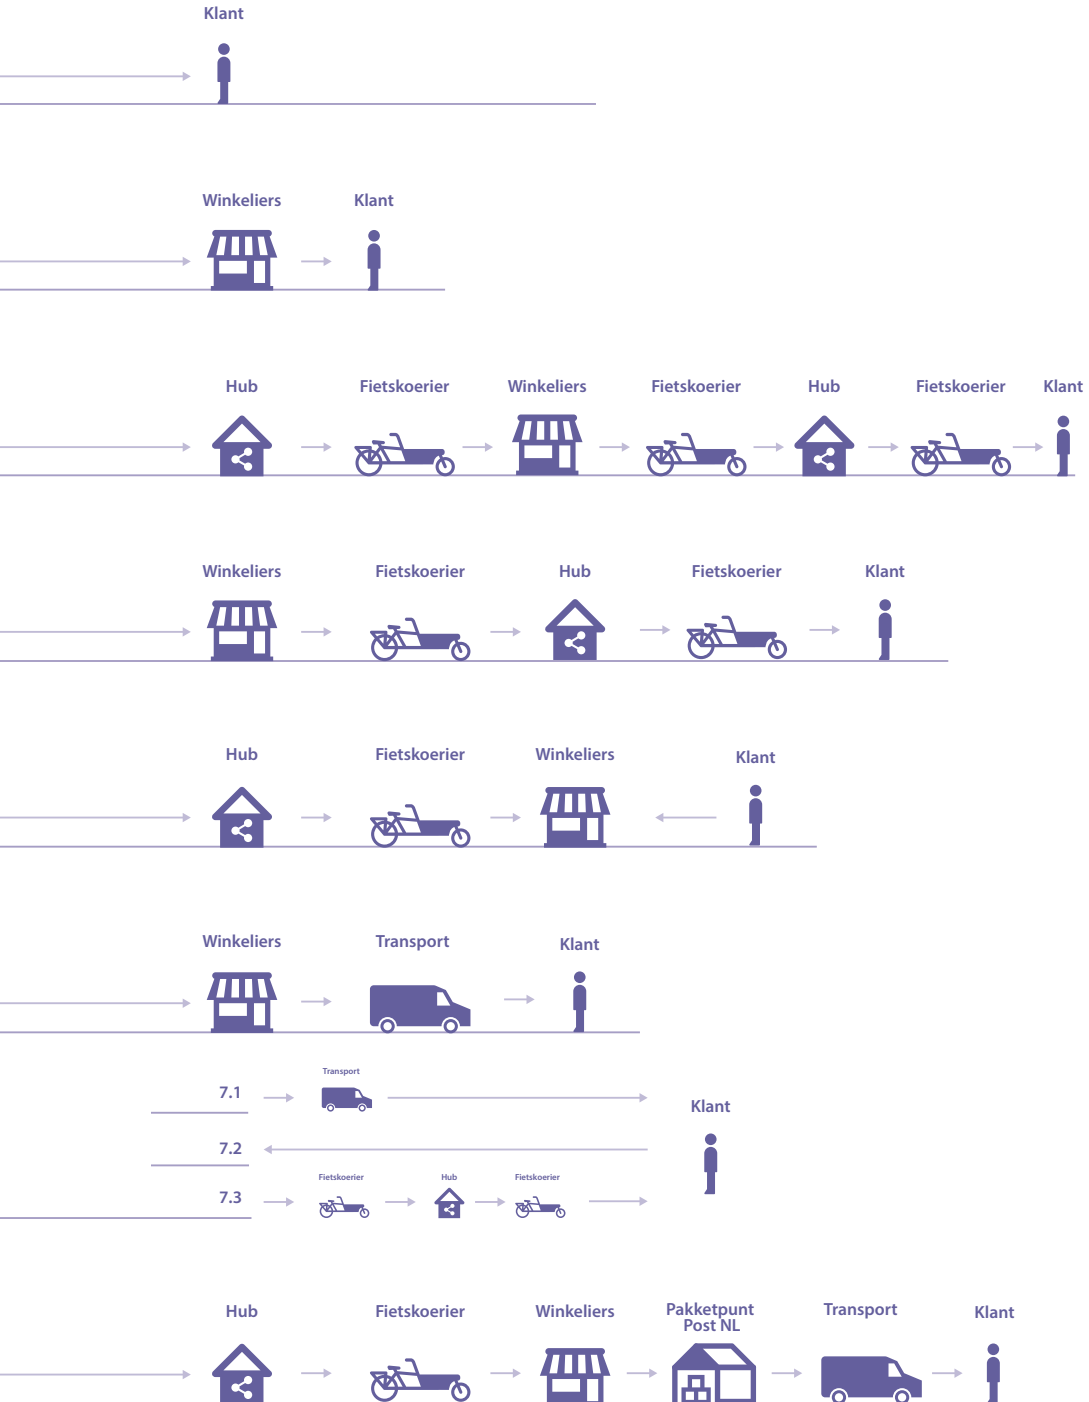 Klant
Winkeliers Klant
Hub Fietskoerier Winkeliers Fietskoerier Hub Fietskoerier Klant
Winkeliers Fietskoerier Hub Fietskoerier Klant
Hub Fietskoerier Winkeliers Klant
Winkeliers Transport Klant
Transport
7.1
Klant
7.2
Fietskoerier Hub Fietskoerier
7.3
Hub Fietskoerier Winkeliers Pakketpunt Transport Klant
Post NL